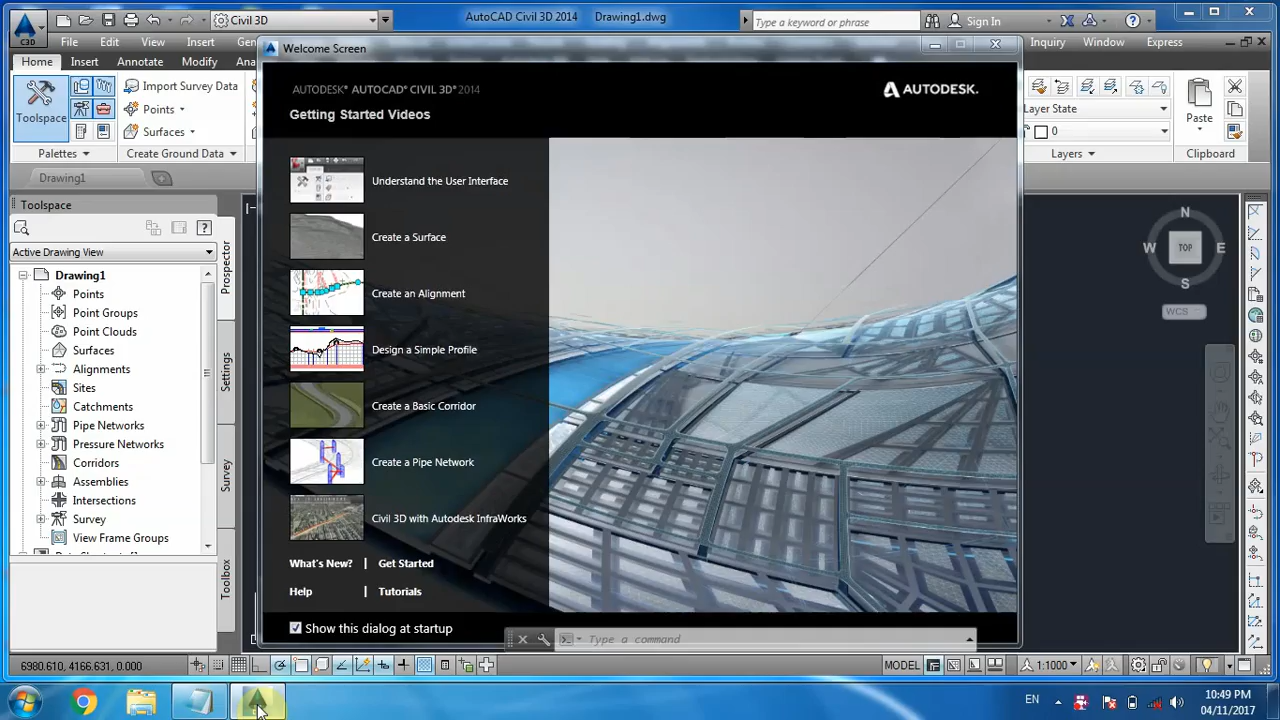 Civil 3D
AutoCAD Civil 3D 2014 Drawing1.dwg
Type a keyword or phrase
Sign In
C3D
File Edit View Insert Gen
Inquiry Window Express
Home Insert Annotate Modify Ana
Toolspace
Import Survey Data
Points
Surfaces
Palettes
Create Ground Data
Layer State
0
Layers
Paste
Clipboard
Drawing1
Welcome Screen
AUTODESK® AUTOCAD® CIVIL 3D® 2014
AUTODESK.
Getting Started Videos
Understand the User Interface
Create a Surface
Create an Alignment
Design a Simple Profile
Create a Basic Corridor
Create a Pipe Network
Civil 3D with Autodesk InfraWorks
What's New? | Get Started
Help | Tutorials
Show this dialog at startup
Type a command
Toolspace
Active Drawing View
Drawing1
Points
Point Groups
Point Clouds
Surfaces
Alignments
Sites
Catchments
Pipe Networks
Pressure Networks
Corridors
Assemblies
Intersections
Survey
View Frame Groups
Prospector
Settings
Survey
Toolbox
N
W TOP E
S
WCS
6980.610, 4166.631, 0.000
MODEL
1:1000
EN
10:49 PM
04/11/2017